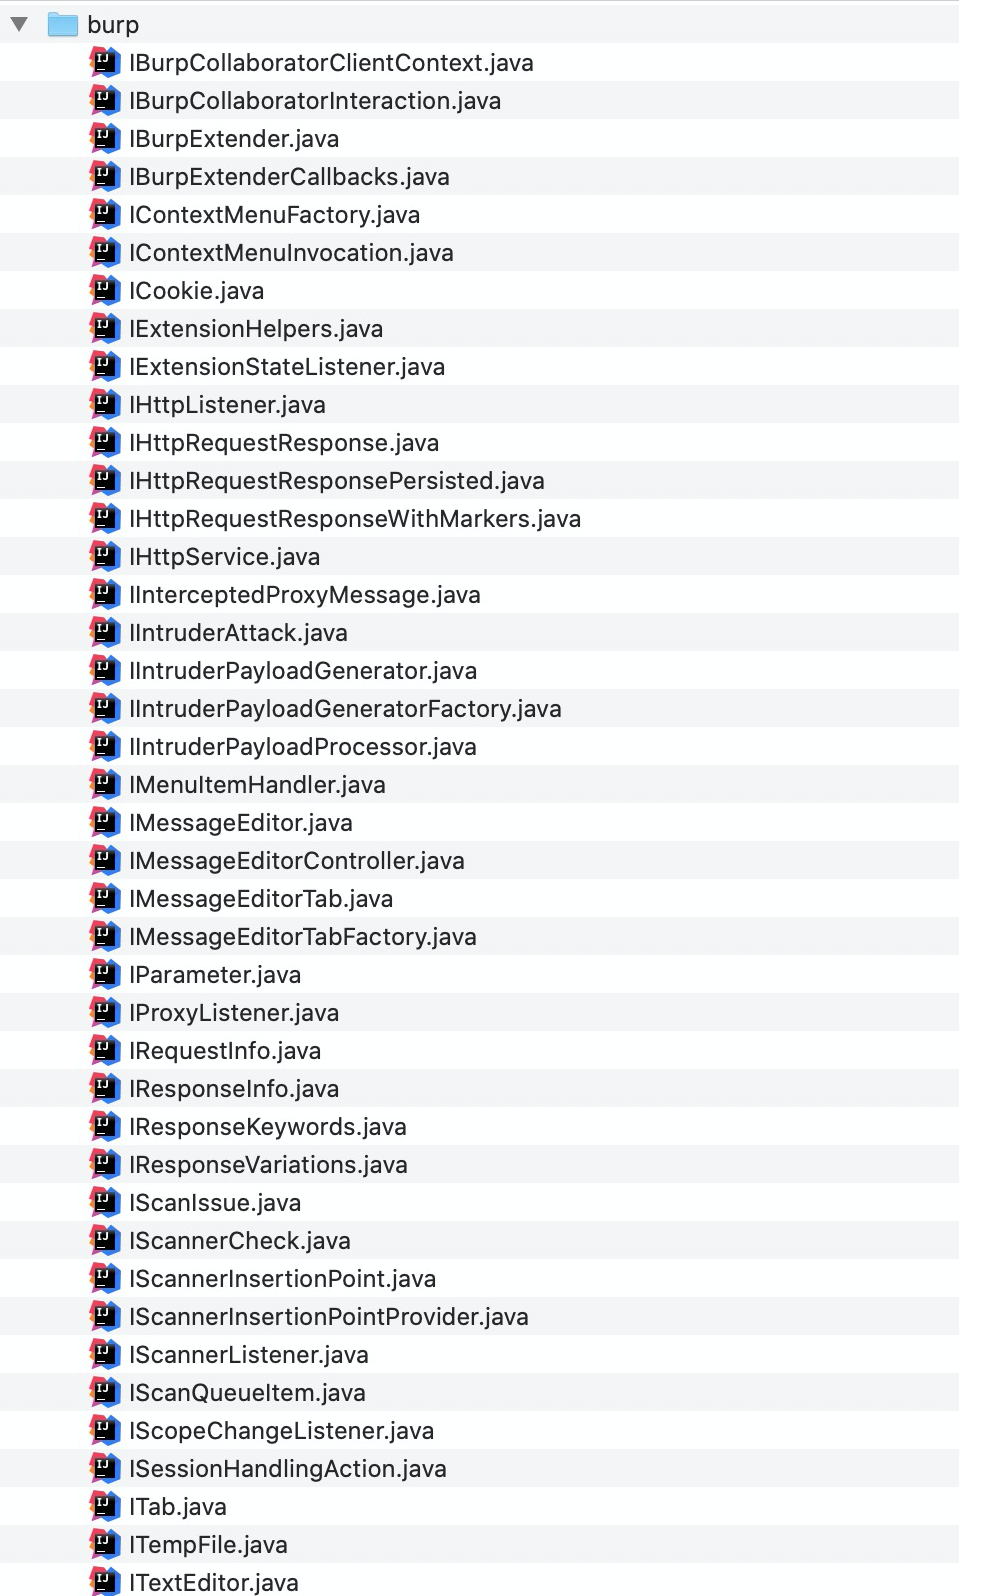 burp
IBurpCollaboratorClientContext.java
IBurpCollaboratorInteraction.java
IBurpExtender.java
IBurpExtenderCallbacks.java
IContextMenuFactory.java
IContextMenuInvocation.java
ICookie.java
IExtensionHelpers.java
IExtensionStateListener.java
IHttpListener.java
IHttpRequestResponse.java
IHttpRequestResponsePersisted.java
IHttpRequestResponseWithMarkers.java
IHttpService.java
IInterceptedProxyMessage.java
IIntruderAttack.java
IIntruderPayloadGenerator.java
IIntruderPayloadGeneratorFactory.java
IIntruderPayloadProcessor.java
IMenuItemHandler.java
IMessageEditor.java
IMessageEditorController.java
IMessageEditorTab.java
IMessageEditorTabFactory.java
IParameter.java
IProxyListener.java
IRequestInfo.java
IResponseInfo.java
IResponseKeywords.java
IResponseVariations.java
IScanIssue.java
IScannerCheck.java
IScannerInsertionPoint.java
IScannerInsertionPointProvider.java
IScannerListener.java
IScanQueueItem.java
IScopeChangeListener.java
ISessionHandlingAction.java
ITab.java
ITempFile.java
ITextEditor.java